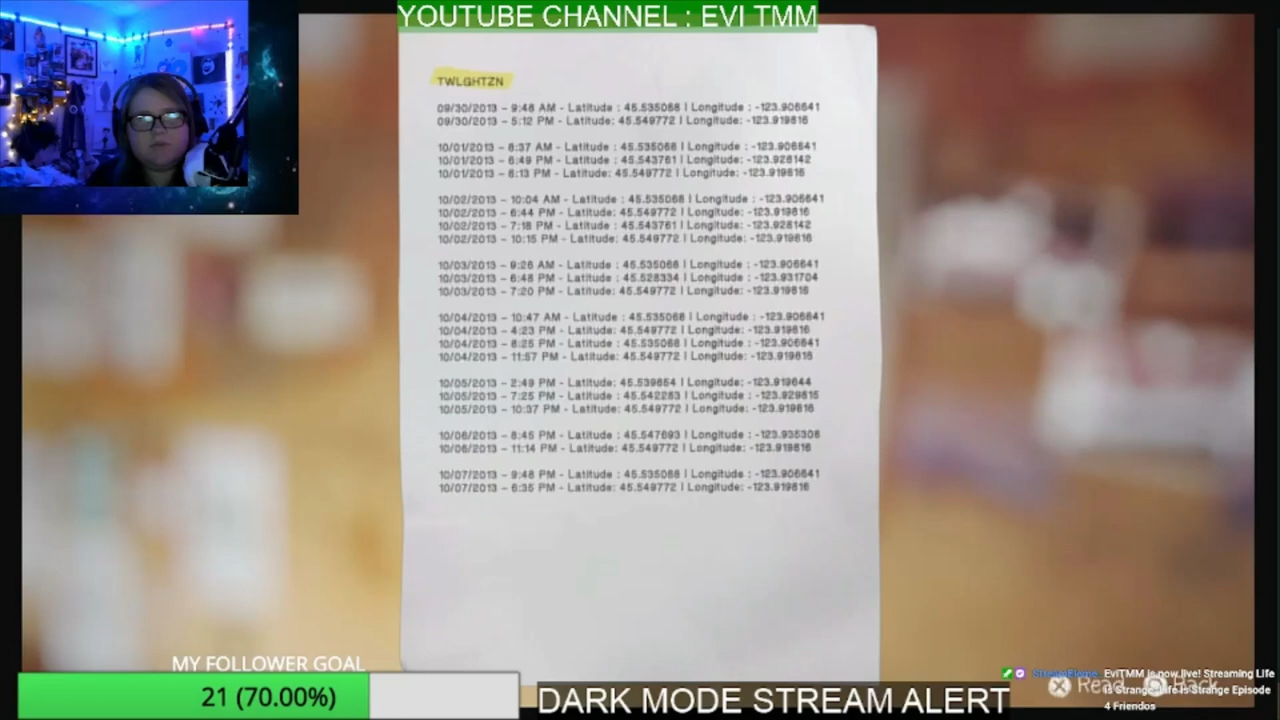 YOUTUBE CHANNEL : EVITMM
TWLGHTZN
09/30/2013 - 9:48 AM - Latitude : 45.535068 | Longitude : -123.906641
09/30/2013 - 5:12 PM - Latitude: 45.549772 | Longitude: -123.919816
10/01/2013 - 8:37 AM - Latitude : 45.535068 | Longitude : -123.906641
10/01/2013 - 6:49 PM - Latitude : 45.543761 | Longitude: -123.928142
10/01/2013 - 8:13 PM - Latitude: 45.549772 | Longitude: -123.919816
10/02/2013 - 10:04 AM - Latitude : 45.535068 | Longitude : -123.906641
10/02/2013 - 6:44 PM - Latitude: 45.549772 | Longitude: -123.919816
10/02/2013 - 7:18 PM - Latitude : 45.543761 | Longitude: -123.928142
10/02/2013 - 10:15 PM - Latitude: 45.549772 | Longitude: -123.919816
10/03/2013 - 9:26 AM - Latitude : 45.535068 | Longitude : -123.906641
10/03/2013 - 6:48 PM - Latitude: 45.528334 | Longitude: -123.931704
10/03/2013 - 7:20 PM - Latitude: 45.549772 | Longitude: -123.919816
10/04/2013 - 10:47 AM - Latitude : 45.535068 | Longitude : -123.906641
10/04/2013 - 4:23 PM - Latitude: 45.549772 | Longitude: -123.919816
10/04/2013 - 8:25 PM - Latitude: 45.535068 | Longitude : -123.906641
10/04/2013 - 11:57 PM - Latitude: 45.549772 | Longitude: -123.919816
10/05/2013 - 2:49 PM - Latitude: 45.539654 | Longitude: -123.919644
10/05/2013 - 7:25 PM - Latitude: 45.542263 | Longitude: -123.929815
10/05/2013 - 10:37 PM - Latitude: 45.549772 | Longitude: -123.919816
10/06/2013 - 8:45 PM - Latitude : 45.547693 | Longitude : -123.935308
10/06/2013 - 11:14 PM - Latitude: 45.549772 | Longitude: -123.919816
10/07/2013 - 9:48 PM - Latitude : 45.535068 | Longitude : -123.906641
10/07/2013 - 6:35 PM - Latitude: 45.549772 | Longitude: -123.919816
MY FOLLOWER GOAL
21 (70.00%)
DARK MODE STREAM ALERT
EviTMM is now live! Streaming Life
is Strange Life is Strange Episode
4 Friendos
Read Back